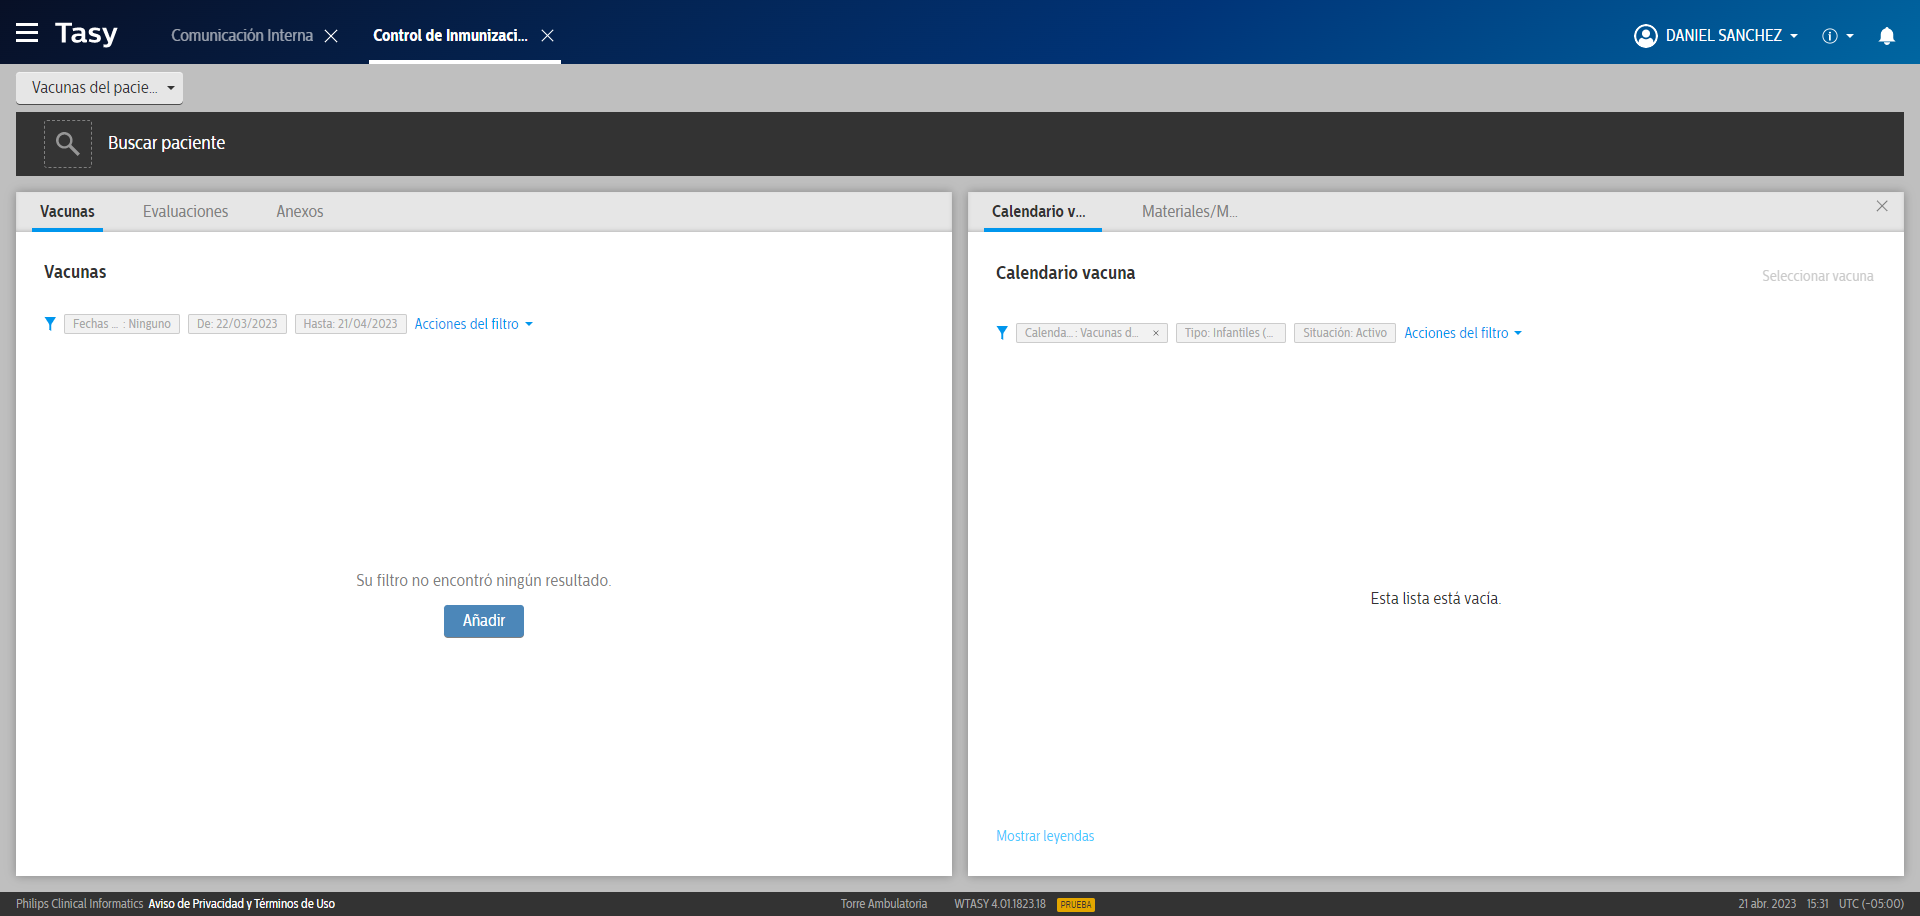 Tasy
Comunicación Interna
Control de Inmunizaci...
DANIEL SANCHEZ
Vacunas del pacie...
Buscar paciente
Vacunas
Evaluaciones
Anexos
Vacunas
Fechas ... : Ninguno
De: 22/03/2023
Hasta: 21/04/2023
Acciones del filtro
Su filtro no encontró ningún resultado.
Añadir
Calendario v...
Materiales/M...
Calendario vacuna
Seleccionar vacuna
Calenda... : Vacunas d...
Tipo: Infantiles (...
Situación: Activo
Acciones del filtro
Esta lista está vacía.
Mostrar leyendas
Philips Clinical Informatics Aviso de Privacidad y Términos de Uso
Torre Ambulatoria
WTASY 4.01.1823.18
PRUEBA
21 abr. 2023 15:31 UTC (-05:00)